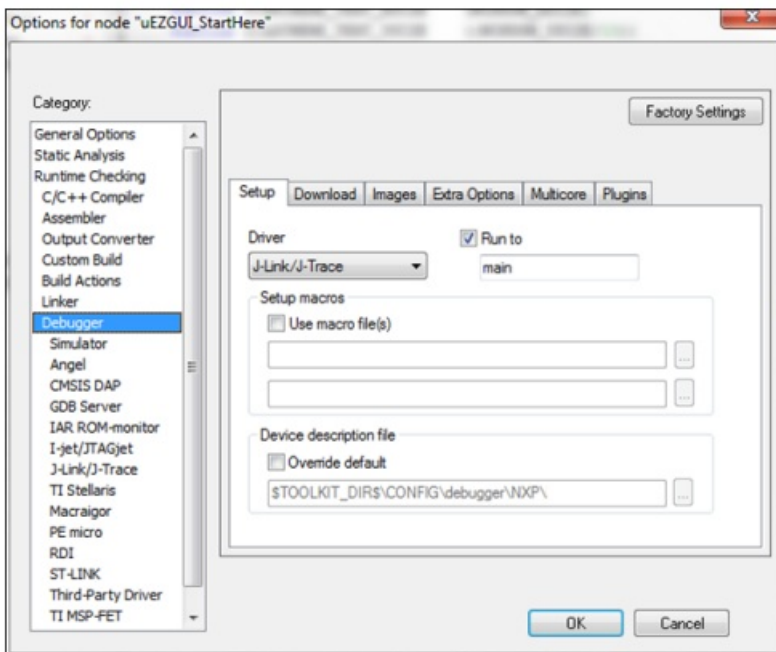 Options for node "uEZGUI_StartHere"
Category:
Factory Settings
General Options
Static Analysis
Runtime Checking
C/C++ Compiler
Assembler
Output Converter
Custom Build
Build Actions
Linker
Debugger
Simulator
Angel
CMSIS DAP
GDB Server
IAR ROM-monitor
I-jet/JTAGjet
J-Link/J-Trace
TI Stellaris
Macraigor
PE micro
RDI
ST-LINK
Third-Party Driver
TI MSP-FET
Setup Download Images Extra Options Multicore Plugins
Driver
Run to
J-Link/J-Trace
main
Setup macros
Use macro file(s)
...
...
Device description file
Override default
$TOOLKIT_DIR$\CONFIG\debugger\NXP\
...
OK Cancel